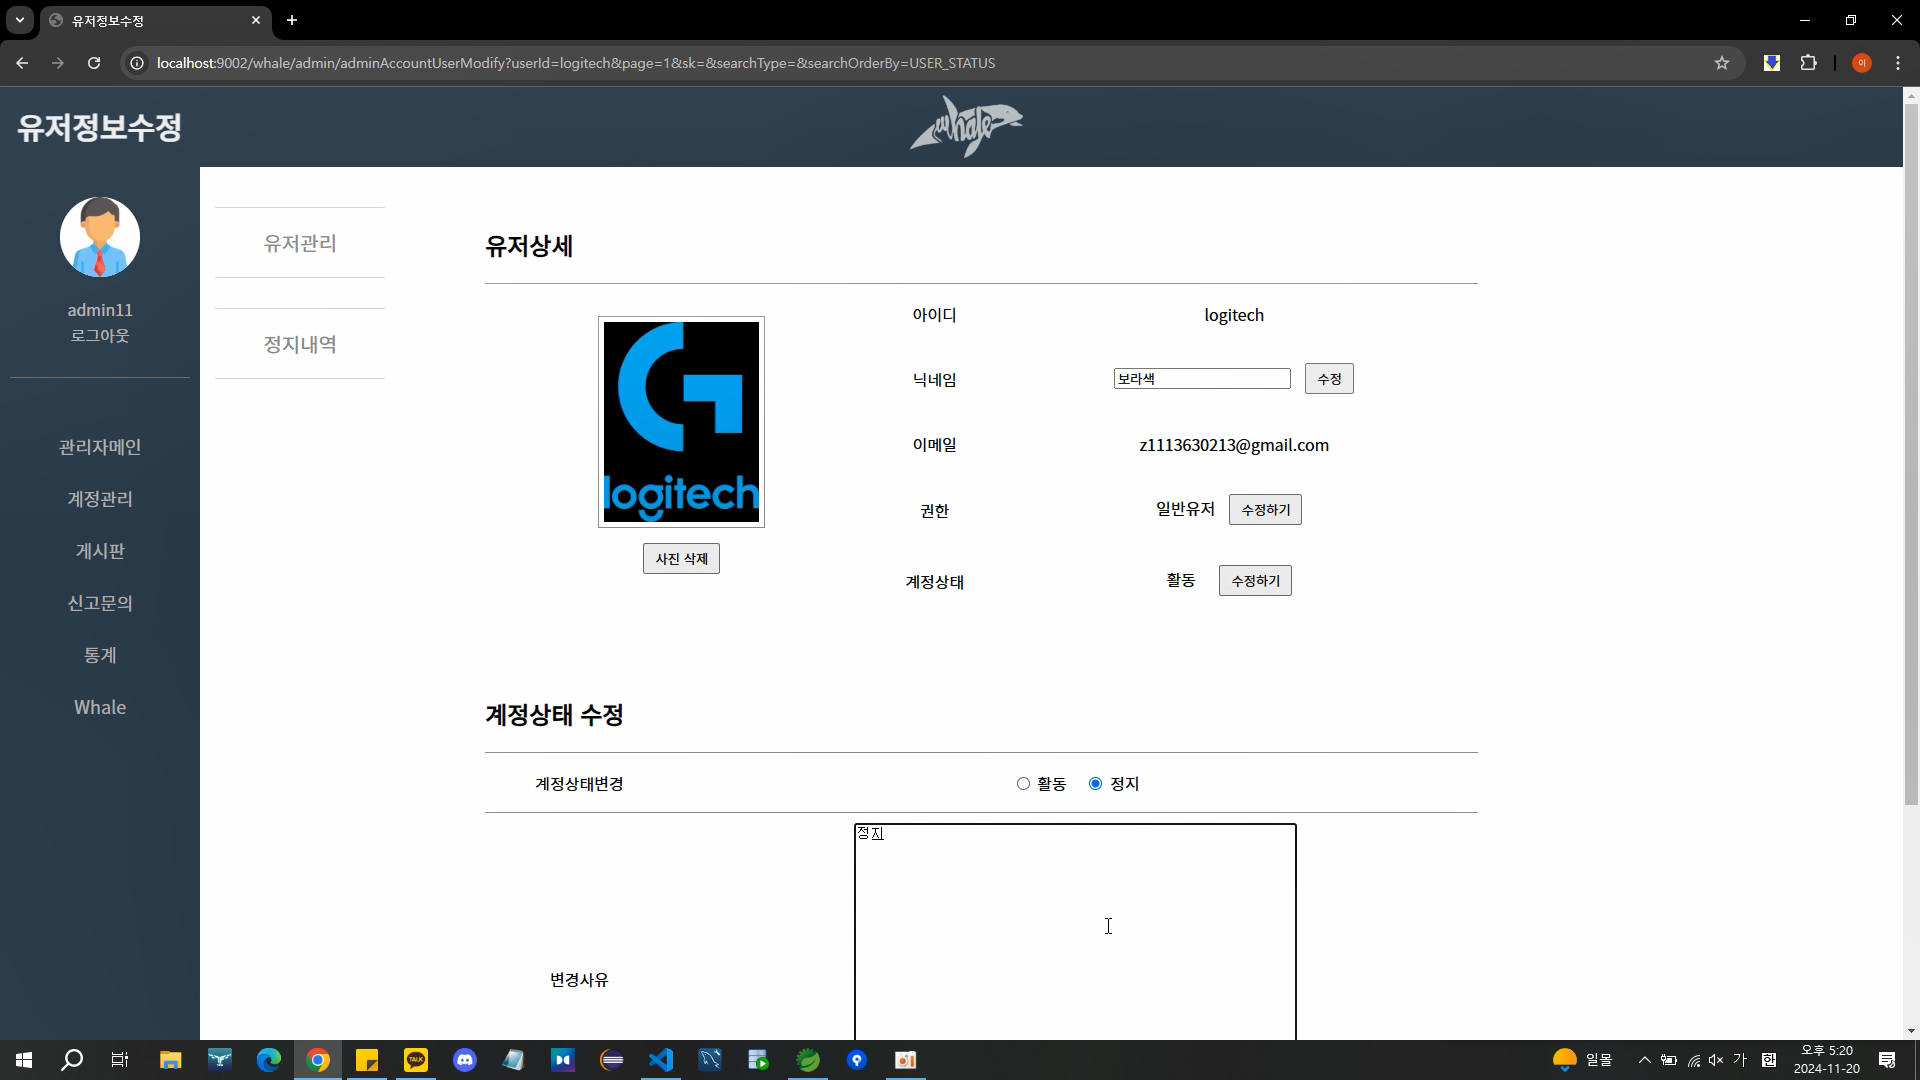 유저정보수정
localhost:9002/whale/admin/adminAccountUserModify?userId=logitech&page=1&sk=&searchType=&searchOrderBy=USER_STATUS
이
유저정보수정
whale
admin11
로그아웃
관리자메인
계정관리
게시판
신고문의
통계
Whale
유저관리
정지내역
유저상세
logitech
사진 삭제
아이디
logitech
닉네임
보라색
수정
이메일
z1113630213@gmail.com
권한
일반유저
수정하기
계정상태
활동
수정하기
계정상태 수정
계정상태변경
활동
정지
변경사유
정지
TALK
일몰
가
한
오후 5:20
2024-11-20